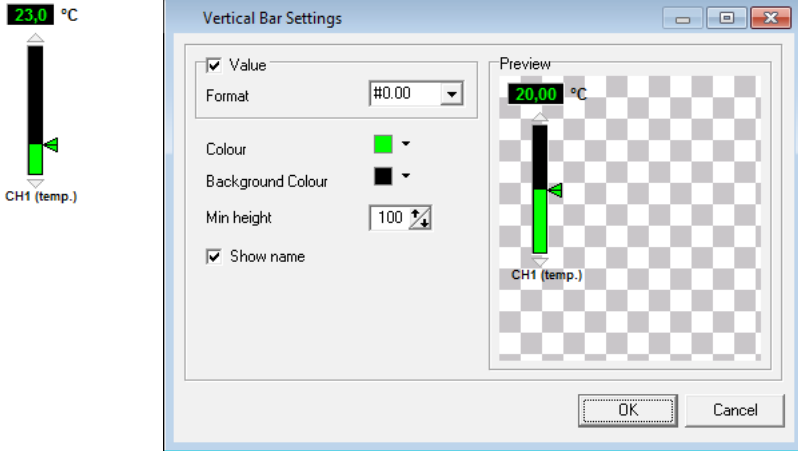 23,0 °C
CH1 (temp.)
Vertical Bar Settings
Value
Format #0.00
Colour
Background Colour
Min height 100
Show name
Preview
20,00 °C
CH1 (temp.)
OK Cancel